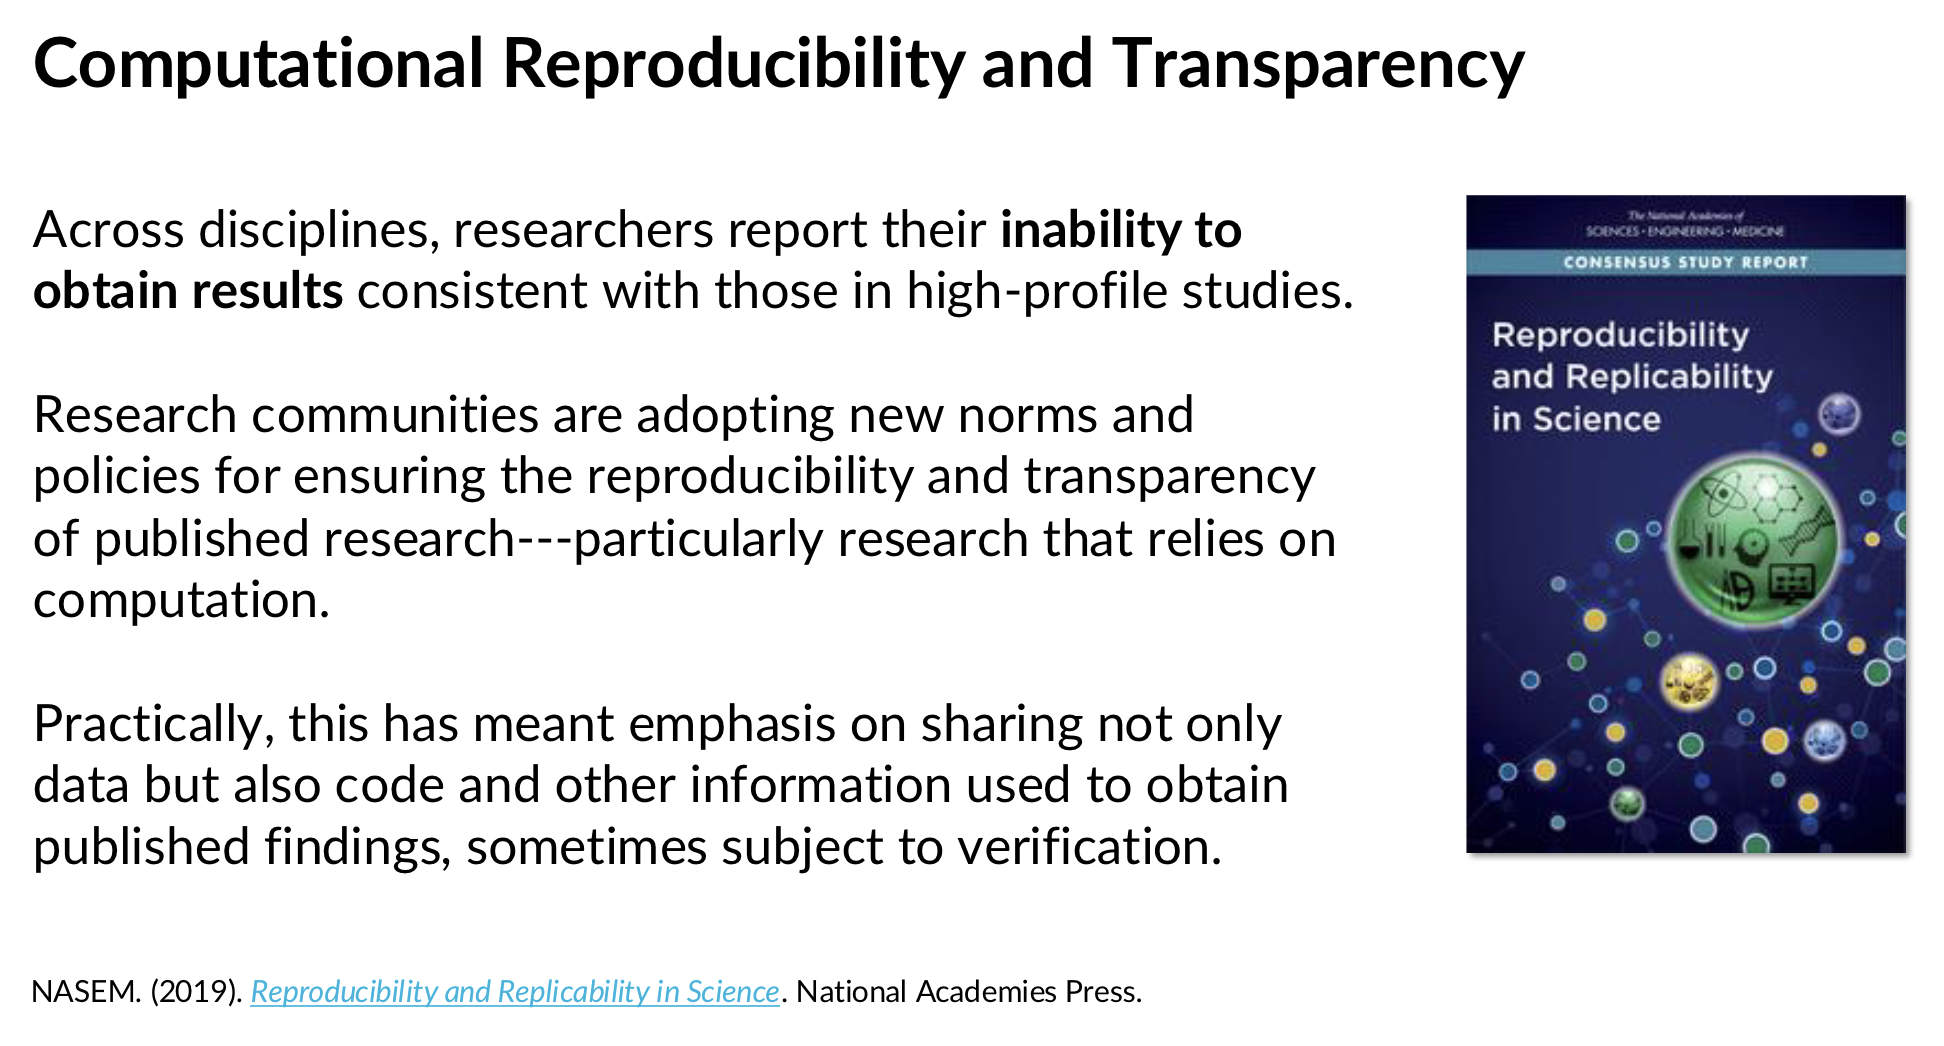 Computational Reproducibility and Transparency
Across disciplines, researchers report their inability to
obtain results consistent with those in high-profile studies.
Research communities are adopting new norms and
policies for ensuring the reproducibility and transparency
of published research---particularly research that relies on
computation.
Practically, this has meant emphasis on sharing not only
data but also code and other information used to obtain
published findings, sometimes subject to verification.
The National Academies of
SCIENCES • ENGINEERING • MEDICINE
CONSENSUS STUDY REPORT
Reproducibility
and Replicability
in Science
NASEM. (2019). Reproducibility and Replicability in Science. National Academies Press.